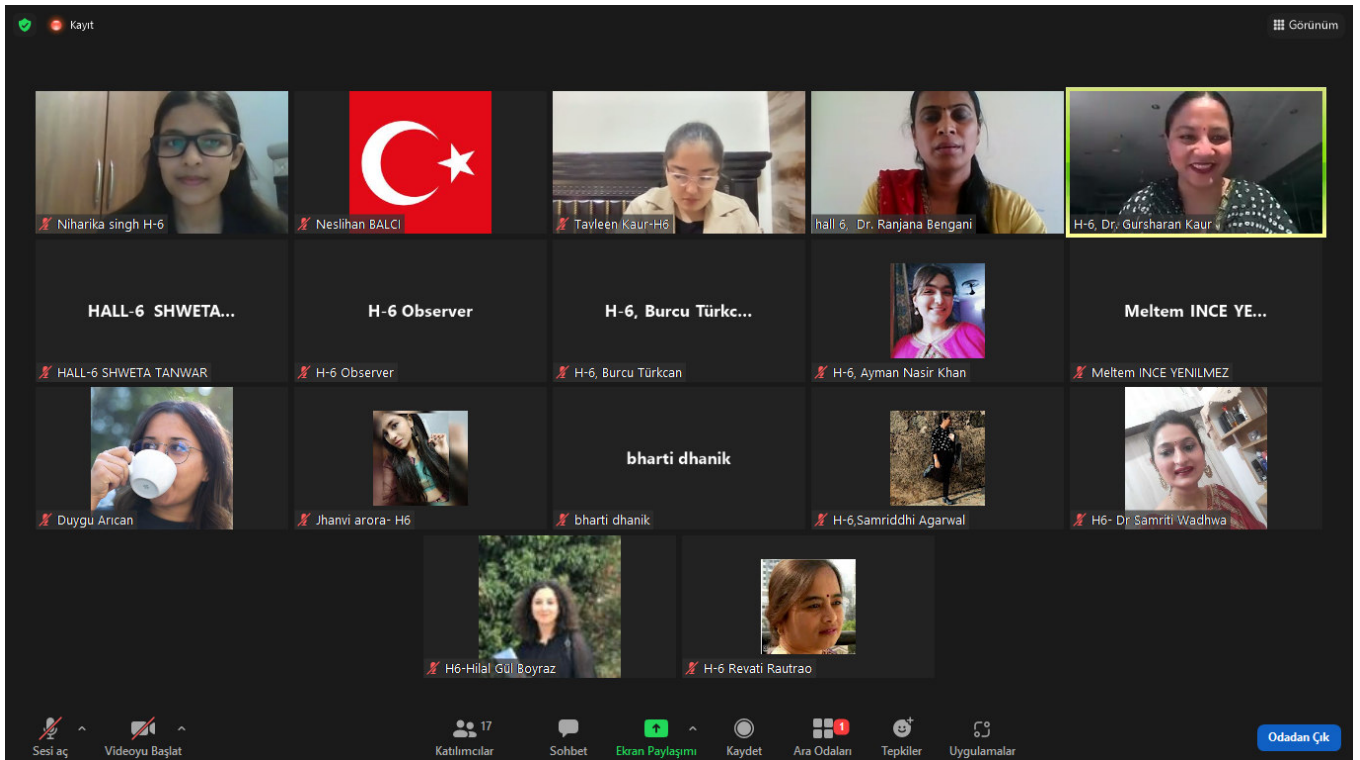 Kayıt
Görünüm
Niharika singh H-6
Neslihan BALCI
Tavleen Kaur-H6
hall 6, Dr. Ranjana Bengani
H-6, Dr. Gursharan Kaur
HALL-6 SHWETA...
HALL-6 SHWETA TANWAR
H-6 Observer
H-6 Observer
H-6, Burcu Türkc...
H-6, Burcu Türkcan
H-6, Ayman Nasir Khan
Meltem INCE YE...
Meltem INCE YENILMEZ
Duygu Arıcan
Jhanvi arora- H6
bharti dhanik
bharti dhanik
H-6,Samriddhi Agarwal
H6- Dr Samriti Wadhwa
H6-Hilal Gül Boyraz
H-6 Revati Rautrao
Sesi aç
Videoyu Başlat
17
Katılımcılar
Sohbet
Ekran Paylaşımı
Kaydet
1
Ara Odaları
Tepkiler
Uygulamalar
Odadan Çık